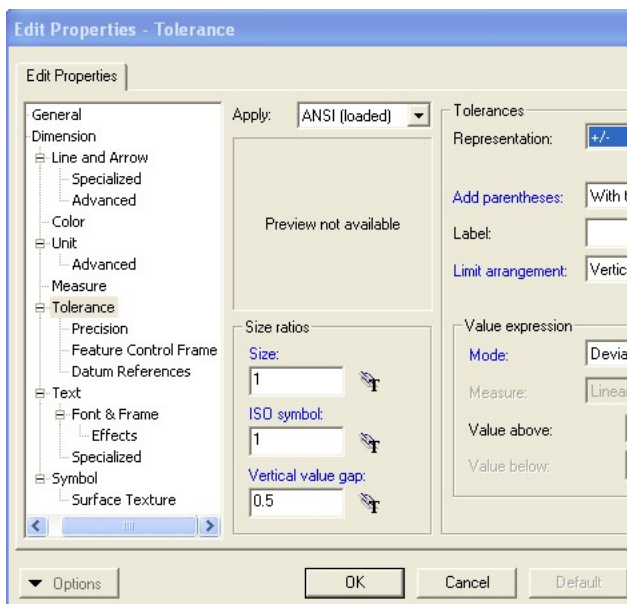 Edit Properties - Tolerance
Edit Properties
General
Dimension
Line and Arrow
Specialized
Advanced
Color
Unit
Advanced
Measure
Tolerance
Precision
Feature Control Frame
Datum References
Text
Font & Frame
Effects
Specialized
Symbol
Surface Texture
Apply: ANSI (loaded)
Preview not available
Size ratios
Size:
1
ISO symbol:
1
Vertical value gap:
0.5
Tolerances
Representation: +/-
Add parentheses: With t
Label:
Limit arrangement: Vertic
Value expression
Mode: Devia
Measure: Linea
Value above:
Value below:
Options
OK
Cancel
Default